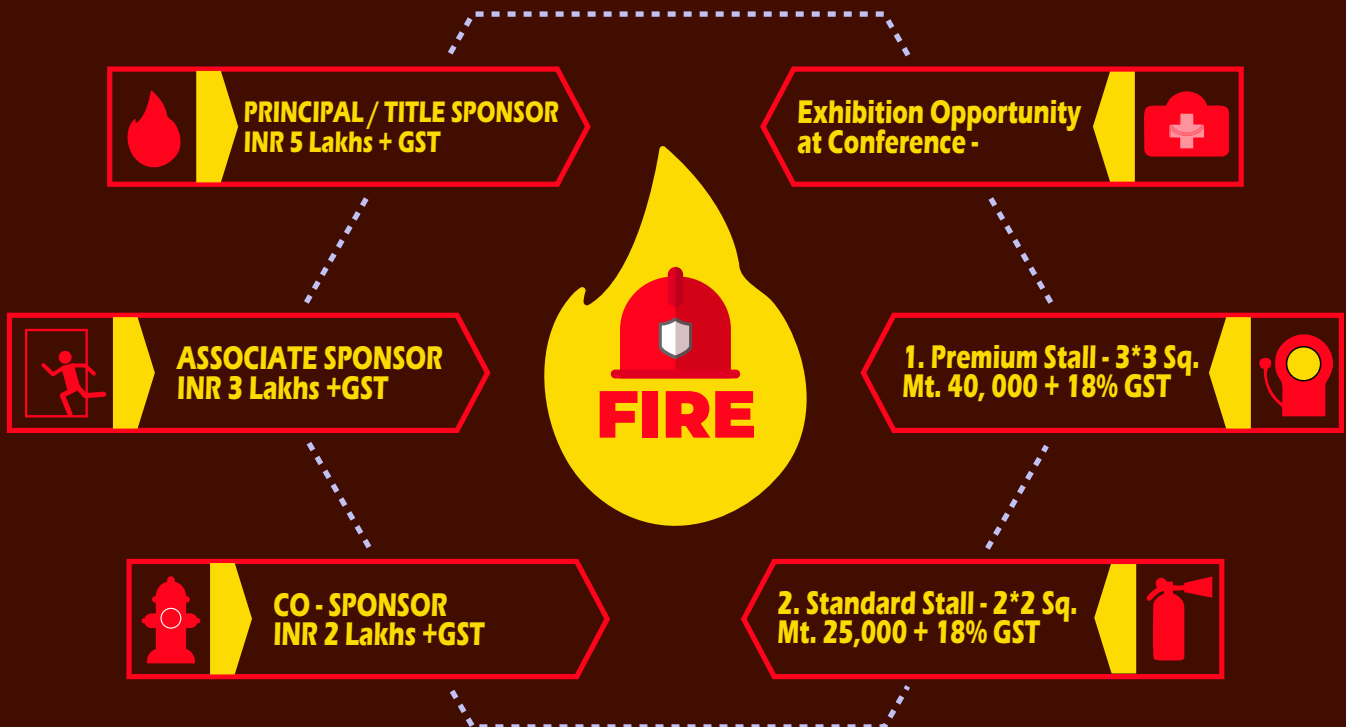 PRINCIPAL / TITLE SPONSOR
INR 5 Lakhs + GST
ASSOCIATE SPONSOR
INR 3 Lakhs +GST
CO - SPONSOR
INR 2 Lakhs +GST
FIRE
Exhibition Opportunity
at Conference -
1. Premium Stall - 3*3 Sq.
Mt. 40, 000 + 18% GST
2. Standard Stall - 2*2 Sq.
Mt. 25,000 + 18% GST